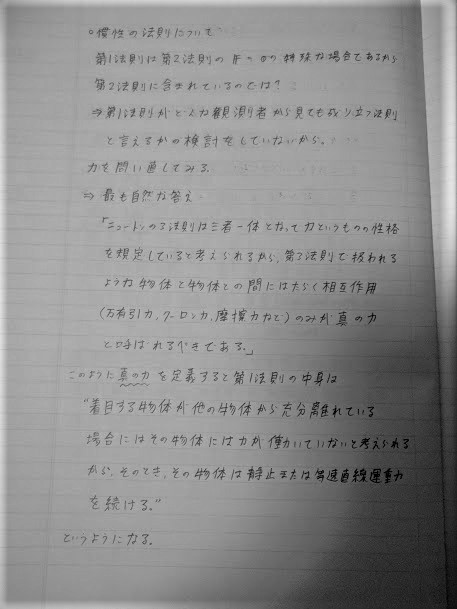 ○慣性の法則について
第1法則は第2法則のF=0の特殊な場合であるから
第2法則に含まれているのでは?
⇒第1法則がどんな観測者から見ても成り立つ法則
と言えるかの検討をしていないから。
力を問い直してみる。
⇒最も自然な答え
「ニュートンの3法則は三者一体となって力というものの性格
を規定していると考えられるから、第3法則で扱われる
ような物体と物体との間にはたらく相互作用
(万有引力、クーロン力、摩擦力など)のみが真の力
と呼ばれるべきである。」
このように真の力を定義すると第1法則の中身は
"着目する物体が他の物体から充分離れている
場合にはその物体には力が働いていないと考えられる
から、そのとき、その物体は静止または等速直線運動
を続ける。"
というようになる。